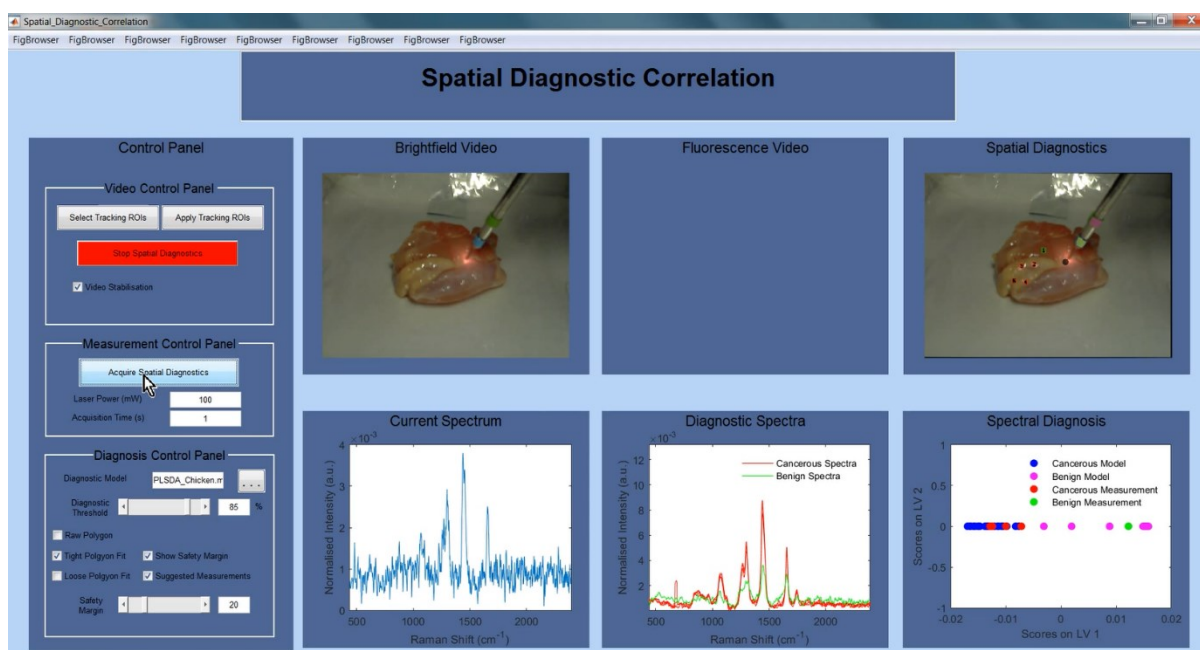 Spatial_Diagnostic_Correlation
FigBrowser FigBrowser FigBrowser FigBrowser FigBrowser FigBrowser FigBrowser FigBrowser FigBrowser
Spatial Diagnostic Correlation
Control Panel
Video Control Panel
Select Tracking ROIs Apply Tracking ROIs
Stop Spatial Diagnostics
Video Stabilisation
Measurement Control Panel
Acquire Spatial Diagnostics
Laser Power (mW) 100
Acquisition Time (s) 1
Diagnosis Control Panel
Diagnostic Model PLSDA_Chicken.m ...
Diagnostic Threshold 85 %
Raw Polygon
Tight Polgyon Fit Show Safety Margin
Loose Polgyon Fit Suggested Measurements
Safety Margin 20
Brightfield Video
Fluorescence Video
Spatial Diagnostics
Current Spectrum
×10⁻³
4
3
2
1
0
500 1000 1500 2000
Normalised Intensity (a.u.)
Raman Shift (cm⁻¹)
Diagnostic Spectra
×10⁻³
12
10
8
6
4
2
500 1000 1500 2000
Normalised Intensity (a.u.)
Raman Shift (cm⁻¹)
Cancerous Spectra
Benign Spectra
Spectral Diagnosis
1
0.5
0
-0.5
-1
-0.02 -0.01 0 0.01 0.02
Scores on LV 2
Scores on LV 1
Cancerous Model
Benign Model
Cancerous Measurement
Benign Measurement